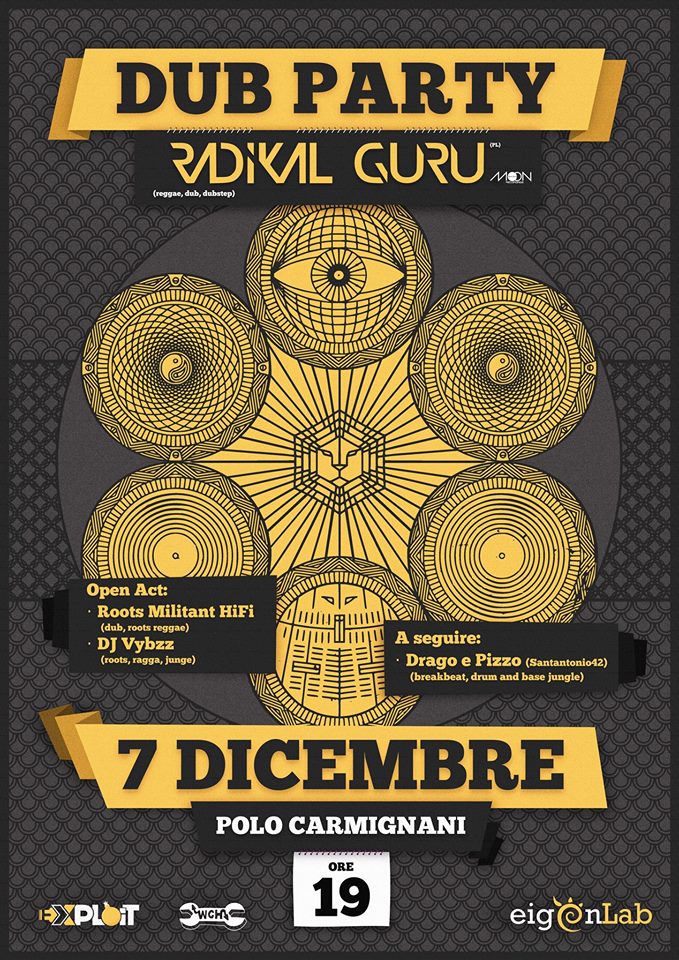 DUB PARTY
RADIKAL GURU (PL)
MOON
(reggae, dub, dubstep)
Open Act:
· Roots Militant HiFi
(dub, roots reggae)
· DJ Vybzz
(roots, ragga, junge)
A seguire:
· Drago e Pizzo (Santantonio42)
(breakbeat, drum and base jungle)
7 DICEMBRE
POLO CARMIGNANI
ORE
19
EXPLOIT
WCH
eigenLab